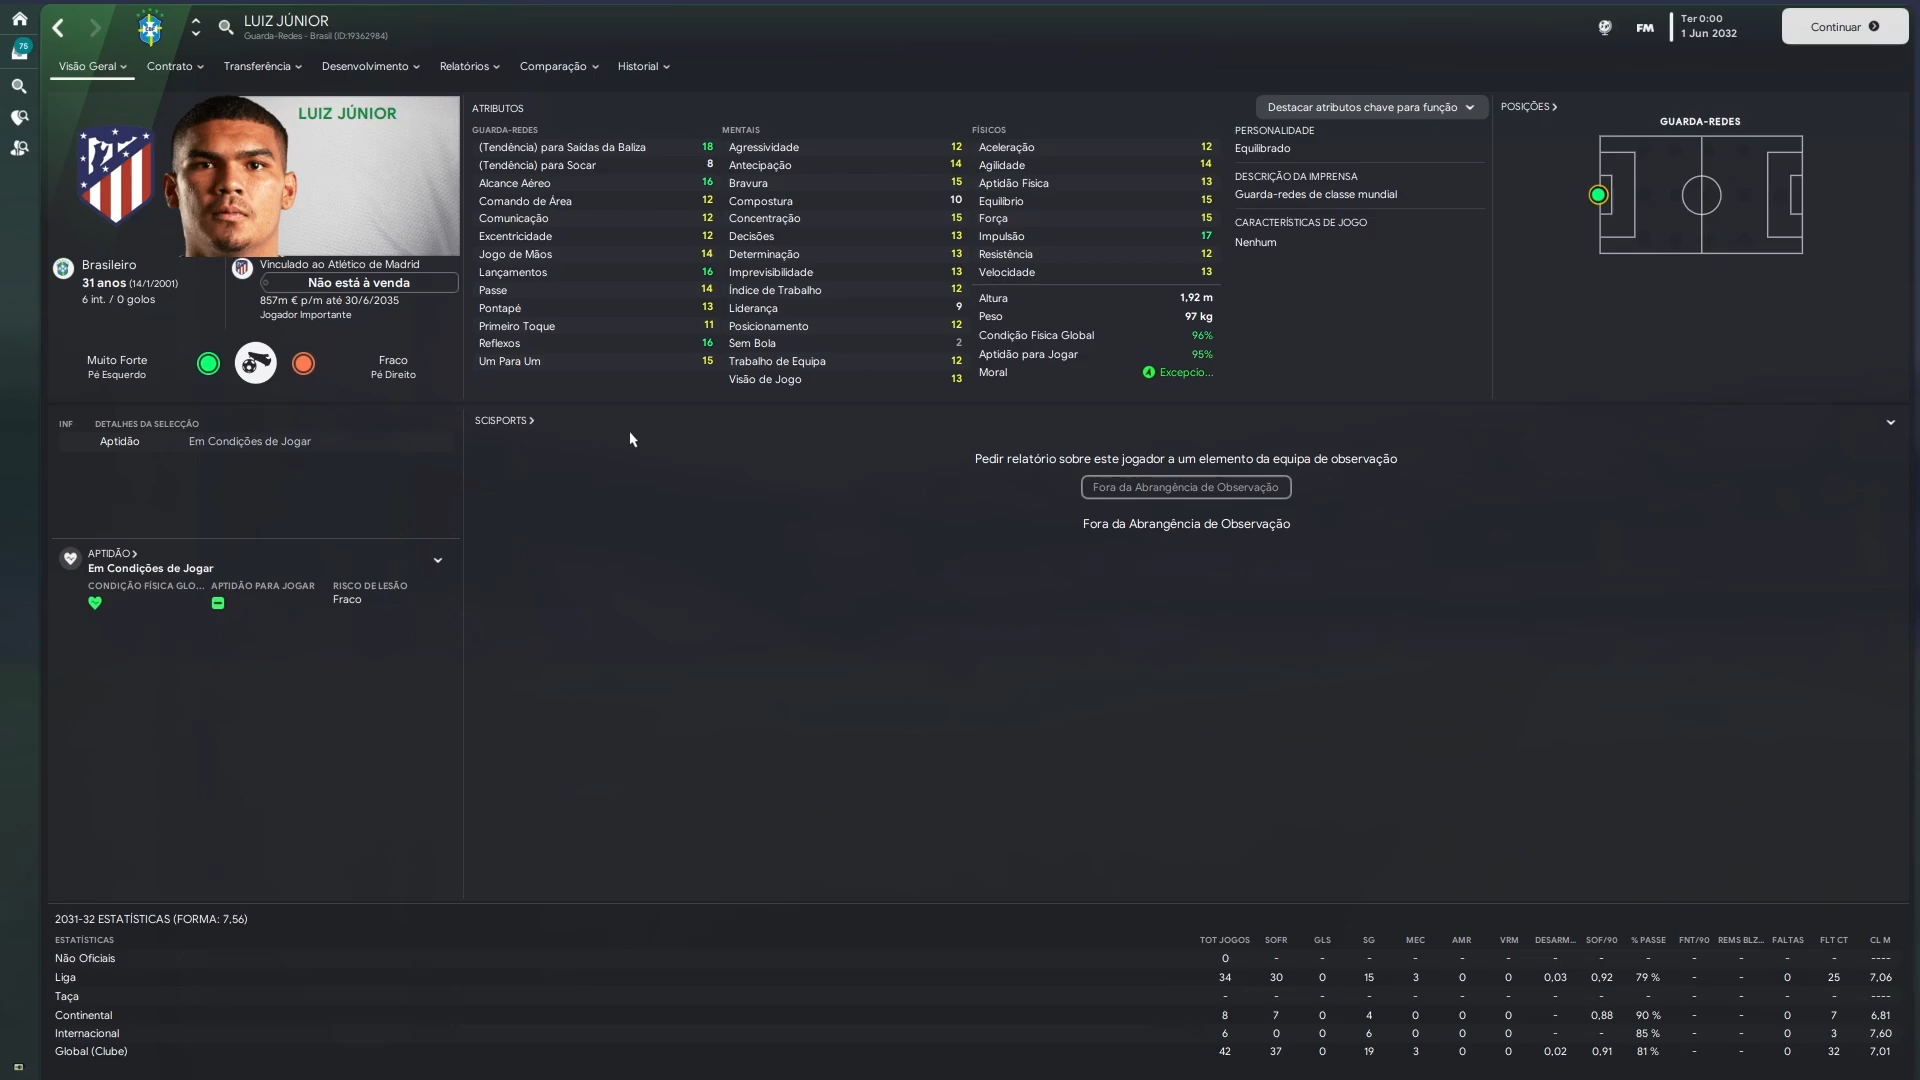 LUIZ JÚNIOR
Guarda-Redes - Brasil (ID:19362984)
FM
Ter 0:00
1 Jun 2032
Continuar
75
Visão Geral
Contrato
Transferência
Desenvolvimento
Relatórios
Comparação
Historial
LUIZ JÚNIOR
Brasileiro
31 anos (14/1/2001)
6 int. / 0 golos
Vinculado ao Atlético de Madrid
Não está à venda
857m € p/m até 30/6/2035
Jogador Importante
Muito Forte
Pé Esquerdo
Fraco
Pé Direito
ATRIBUTOS
Destacar atributos chave para função
GUARDA-REDES
(Tendência) para Saídas da Baliza 18
(Tendência) para Socar 8
Alcance Aéreo 16
Comando de Área 12
Comunicação 12
Excentricidade 12
Jogo de Mãos 14
Lançamentos 16
Passe 14
Pontapé 13
Primeiro Toque 11
Reflexos 16
Um Para Um 15
MENTAIS
Agressividade 12
Antecipação 14
Bravura 15
Compostura 10
Concentração 15
Decisões 13
Determinação 13
Imprevisibilidade 13
Índice de Trabalho 12
Liderança 9
Posicionamento 12
Sem Bola 2
Trabalho de Equipa 12
Visão de Jogo 13
FÍSICOS
Aceleração 12
Agilidade 14
Aptidão Física 13
Equilíbrio 15
Força 15
Impulsão 17
Resistência 12
Velocidade 13
Altura 1,92 m
Peso 97 kg
Condição Física Global 96%
Aptidão para Jogar 95%
Moral Excepcio...
PERSONALIDADE
Equilibrado
DESCRIÇÃO DA IMPRENSA
Guarda-redes de classe mundial
CARACTERÍSTICAS DE JOGO
Nenhum
POSIÇÕES
GUARDA-REDES
INF DETALHES DA SELECÇÃO
Aptidão Em Condições de Jogar
APTIDÃO
Em Condições de Jogar
CONDIÇÃO FÍSICA GLO... APTIDÃO PARA JOGAR RISCO DE LESÃO
Fraco
SCISPORTS
Pedir relatório sobre este jogador a um elemento da equipa de observação
Fora da Abrangência de Observação
Fora da Abrangência de Observação
2031-32 ESTATÍSTICAS (FORMA: 7,56)
ESTATÍSTICAS TOT JOGOS SOFR GLS SG MEC AMR VRM DESARM... SOF/90 % PASSE FNT/90 REMS BLZ... FALTAS FLT CT CL M
Não Oficiais 0 - - - - - - - - - - - - - ----
Liga 34 30 0 15 3 0 0 0,03 0,92 79 % - - 0 25 7,06
Taça - - - - - - - - - - - - - - ----
Continental 8 7 0 4 0 0 0 - 0,88 90 % - - 0 7 6,81
Internacional 6 0 0 6 0 0 0 - - 85 % - - 0 3 7,60
Global (Clube) 42 37 0 19 3 0 0 0,02 0,91 81 % - - 0 32 7,01